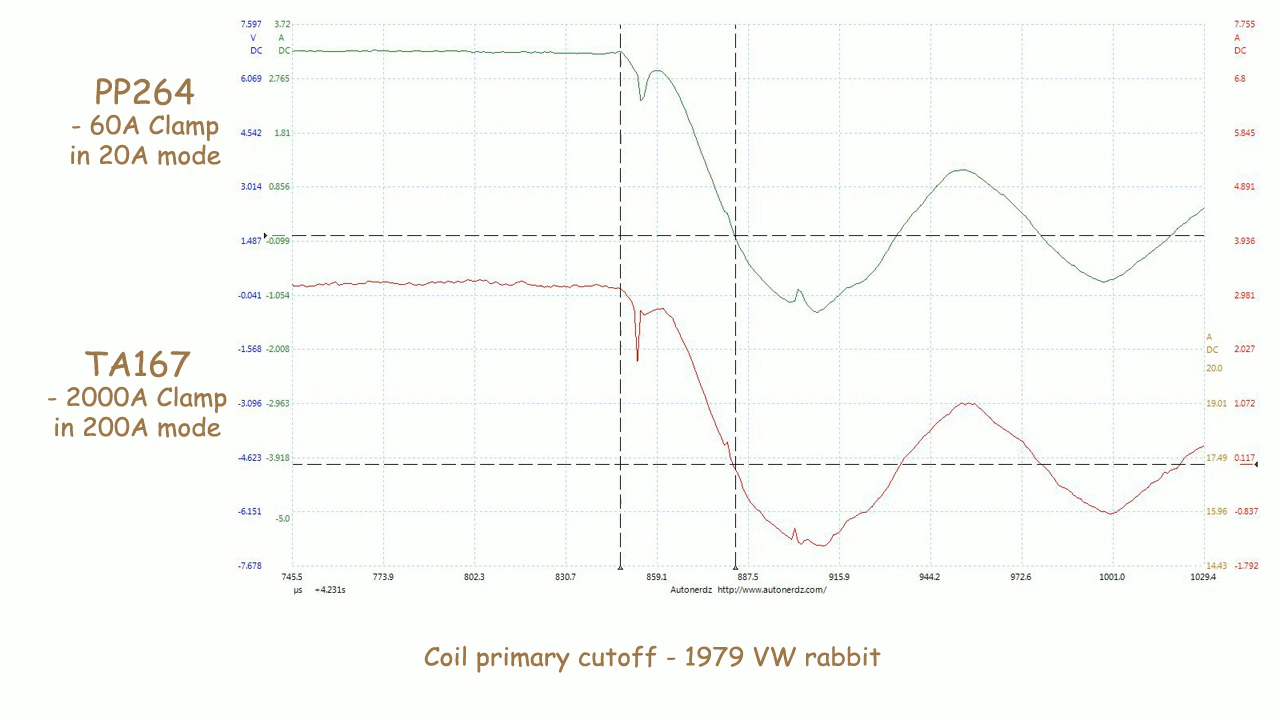 7.597 3.72 7.755
V A A
DC DC DC
PP264
- 60A Clamp
in 20A mode
6.069 2.765 6.8
4.542 1.81 5.845
3.014 0.856 4.891
1.487 -0.099 3.936
-0.041 -1.054 2.981
A
DC
TA167
- 2000A Clamp
in 200A mode
-1.568 -2.008 2.027
20.0
-3.096 -2.963 19.01 1.072
-4.623 -3.918 17.49 0.117
-6.151 15.96 -0.837
-5.0
-7.678 14.43 -1.792
745.5 773.9 802.3 830.7 859.1 887.5 915.9 944.2 972.6 1001.0 1029.4
µs +4.231s Autonerdz http://www.autonerdz.com/
Coil primary cutoff - 1979 VW rabbit